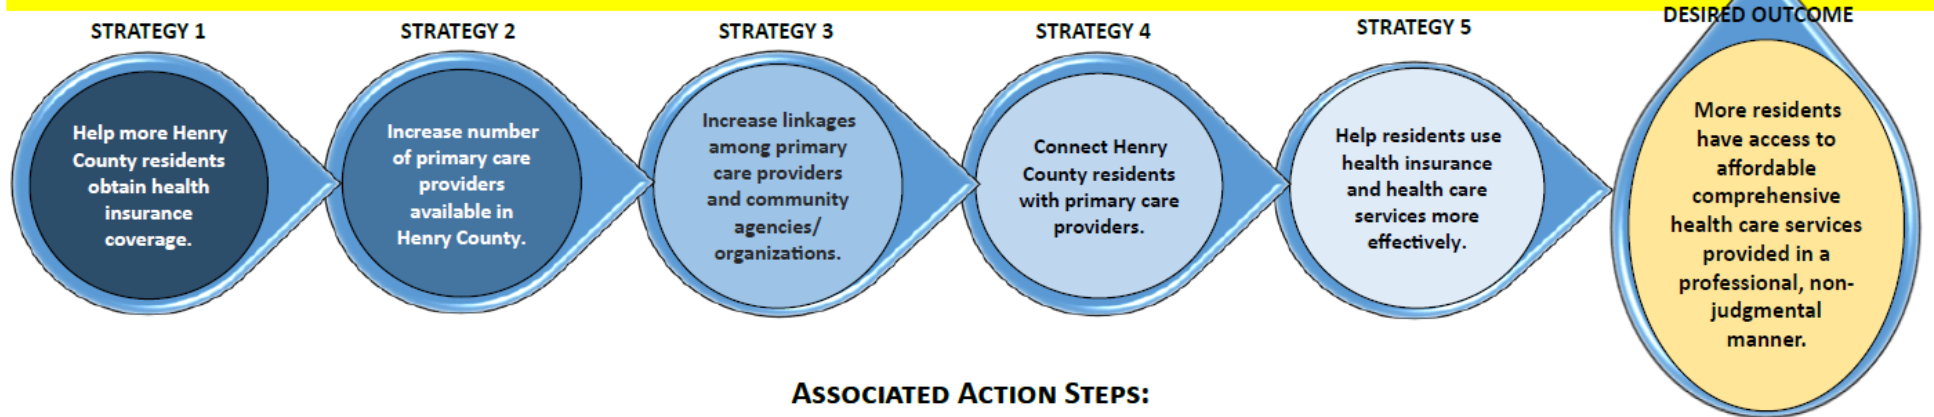 STRATEGY 1
Help more Henry
County residents
obtain health
insurance
coverage.
STRATEGY 2
Increase number
of primary care
providers
available in
Henry County.
STRATEGY 3
Increase linkages
among primary
care providers
and community
agencies/
organizations.
STRATEGY 4
Connect Henry
County residents
with primary care
providers.
STRATEGY 5
Help residents use
health insurance
and health care
services more
effectively.
DESIRED OUTCOME
More residents
have access to
affordable
comprehensive
health care services
provided in a
professional, non-
judgmental
manner.
ASSOCIATED ACTION STEPS: